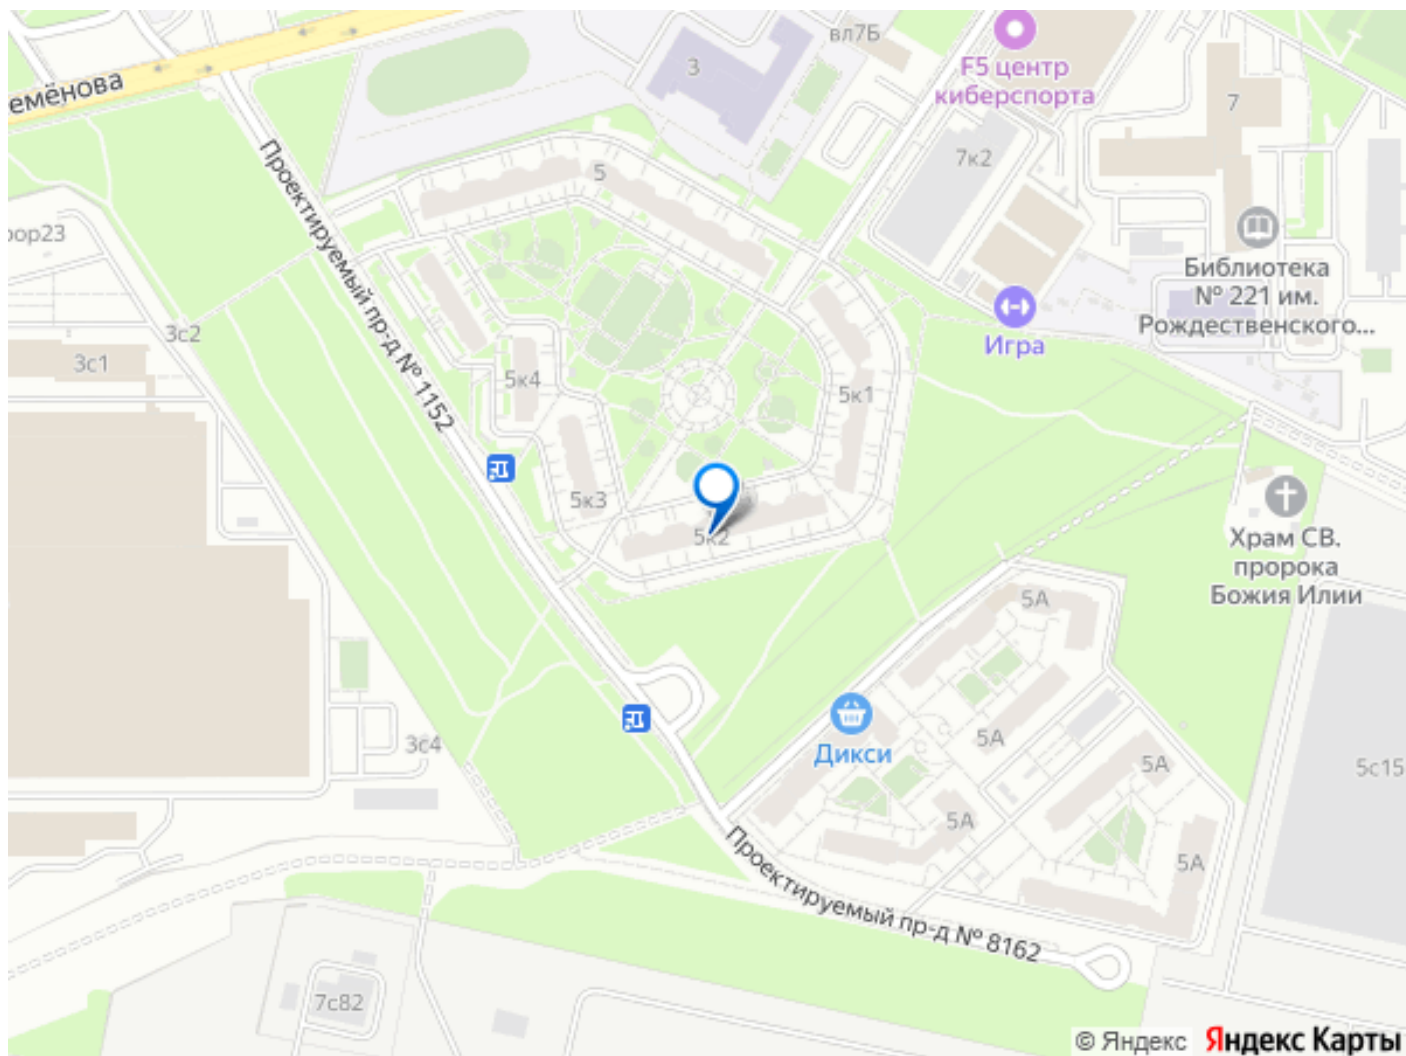 вл7Б
3
F5 центр
киберспорта
7
емёнова
7к2
5
Проектируемый пр-д № 1152
Библиотека
№ 221 им.
Рождественского...
ор23
3с2
3с1
Игра
5к4
5к1
5к3
5к2
Храм СВ.
пророка
Божия Илии
5А
3с4
Дикси
5А
5А
5с15
5А
5А
Проектируемый пр-д № 8162
7с82
© Яндекс Яндекс Карты